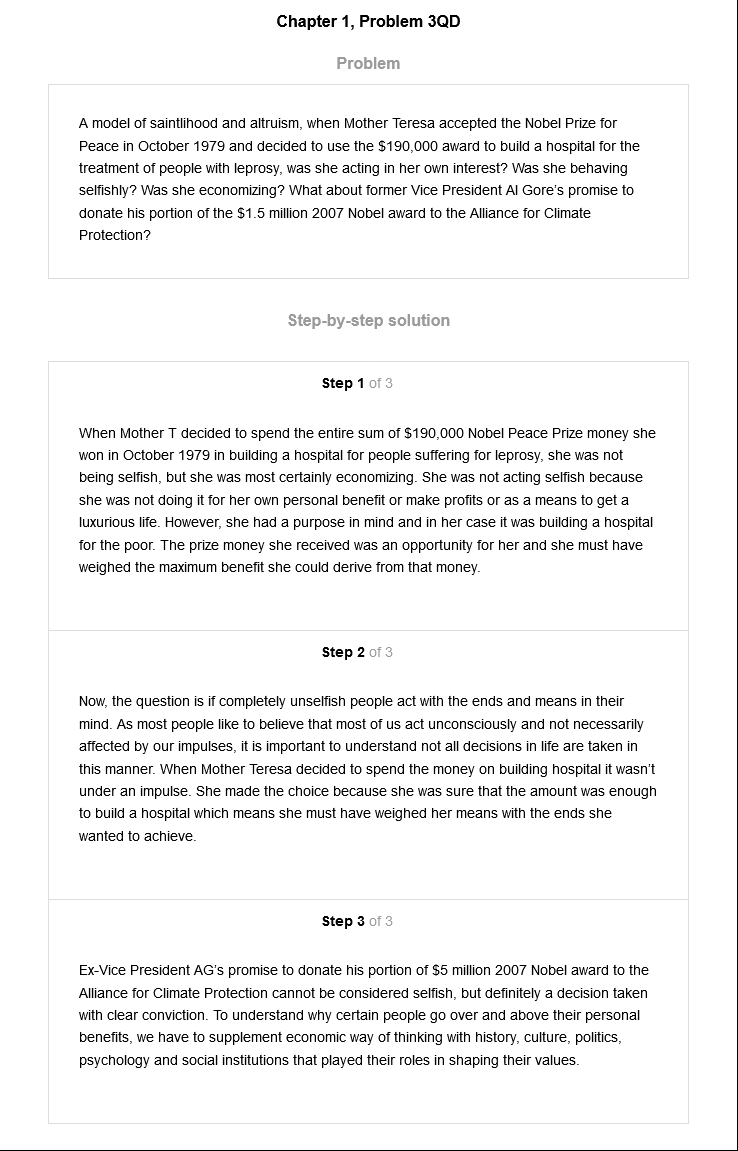 Chapter 1, Problem 3QD
Problem
A model of saintlihood and altruism, when Mother Teresa accepted the Nobel Prize for
Peace in October 1979 and decided to use the $190,000 award to build a hospital for the
treatment of people with leprosy, was she acting in her own interest? Was she behaving
selfishly? Was she economizing? What about former Vice President Al Gore's promise to
donate his portion of the $1.5 million 2007 Nobel award to the Alliance for Climate
Protection?
Step-by-step solution
Step 1 of 3
When Mother T decided to spend the entire sum of $190,000 Nobel Peace Prize money she
won in October 1979 in building a hospital for people suffering for leprosy, she was not
being selfish, but she was most certainly economizing. She was not acting selfish because
she was not doing it for her own personal benefit or make profits or as a means to get a
luxurious life. However, she had a purpose in mind and in her case it was building a hospital
for the poor. The prize money she received was an opportunity for her and she must have
weighed the maximum benefit she could derive from that money.
Step 2 of 3
Now, the question is if completely unselfish people act with the ends and means in their
mind. As most people like to believe that most of us act unconsciously and not necessarily
affected by our impulses, it is important to understand not all decisions in life are taken in
this manner. When Mother Teresa decided to spend the money on building hospital it wasn't
under an impulse. She made the choice because she was sure that the amount was enough
to build a hospital which means she must have weighed her means with the ends she
wanted to achieve.
Step 3 of 3
Ex-Vice President AG's promise to donate his portion of $5 million 2007 Nobel award to the
Alliance for Climate Protection cannot be considered selfish, but definitely a decision taken
with clear conviction. To understand why certain people go over and above their personal
benefits, we have to supplement economic way of thinking with history, culture, politics,
psychology and social institutions that played their roles in shaping their values.